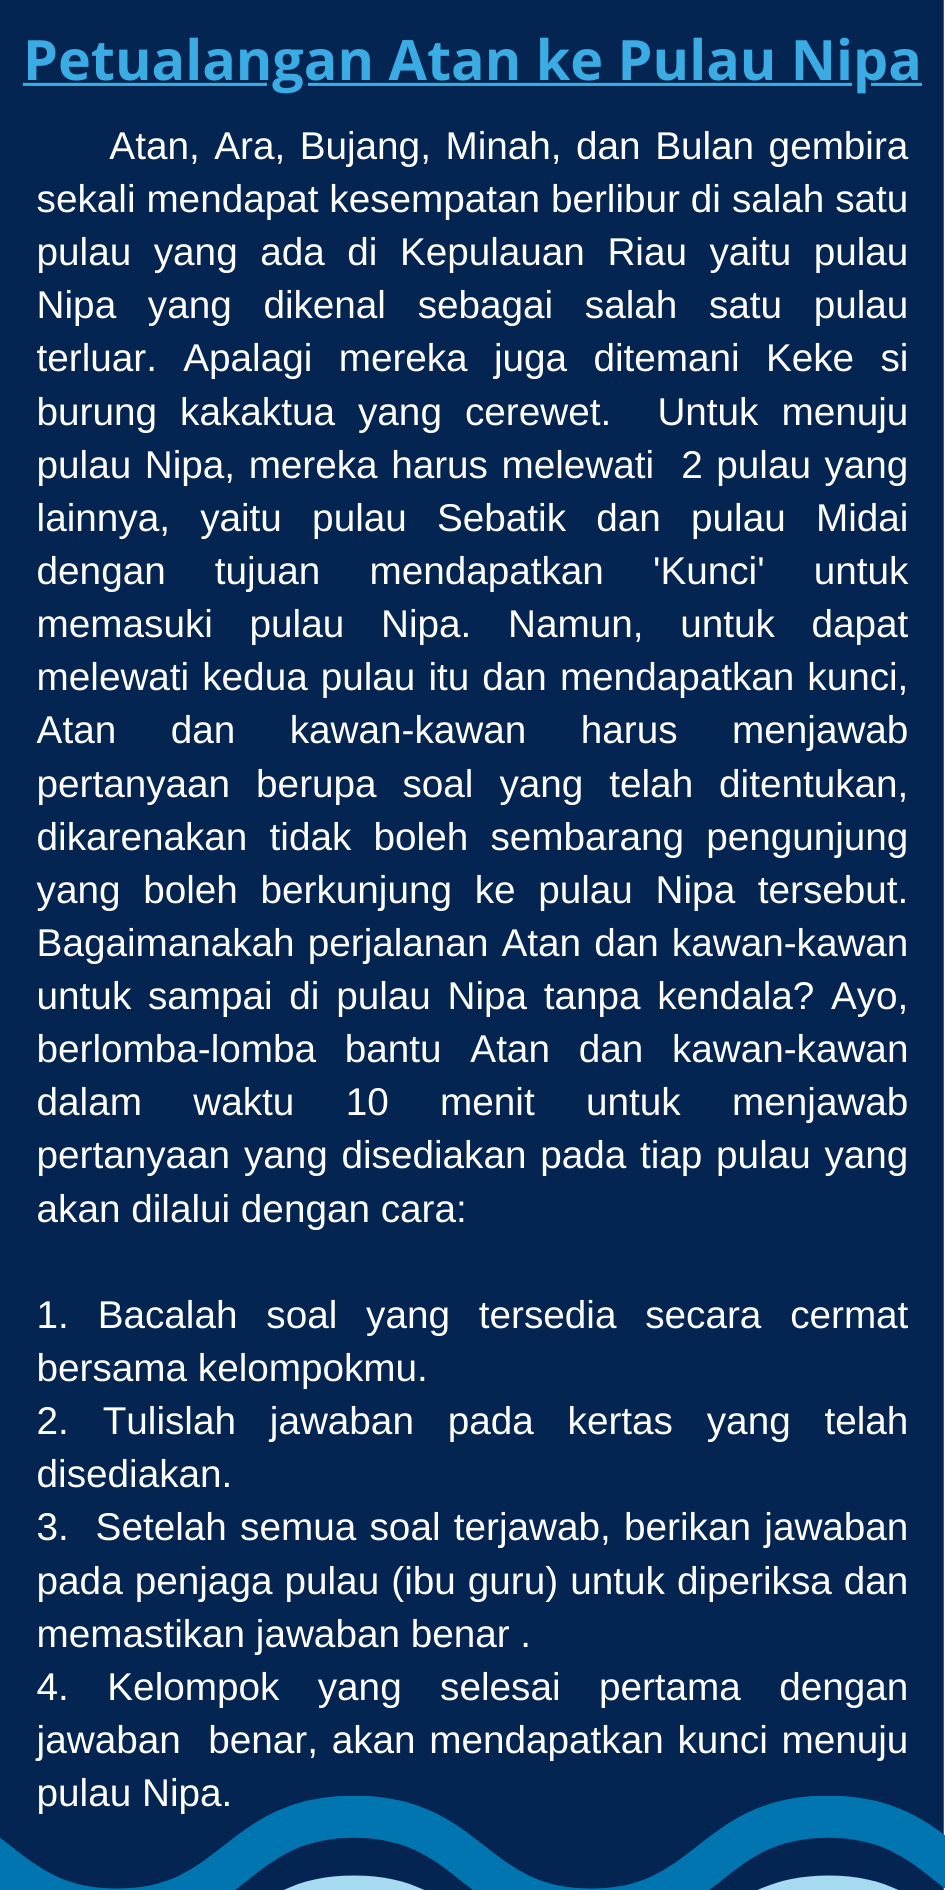 Petualangan Atan ke Pulau Nipa
Atan, Ara, Bujang, Minah, dan Bulan gembira
sekali mendapat kesempatan berlibur di salah satu
pulau yang ada di Kepulauan Riau yaitu pulau
Nipa yang dikenal sebagai salah satu pulau
terluar. Apalagi mereka juga ditemani Keke si
burung kakaktua yang cerewet. Untuk menuju
pulau Nipa, mereka harus melewati 2 pulau yang
lainnya, yaitu pulau Sebatik dan pulau Midai
dengan tujuan mendapatkan 'Kunci' untuk
memasuki pulau Nipa. Namun, untuk dapat
melewati kedua pulau itu dan mendapatkan kunci,
Atan dan kawan-kawan harus menjawab
pertanyaan berupa soal yang telah ditentukan,
dikarenakan tidak boleh sembarang pengunjung
yang boleh berkunjung ke pulau Nipa tersebut.
Bagaimanakah perjalanan Atan dan kawan-kawan
untuk sampai di pulau Nipa tanpa kendala? Ayo,
berlomba-lomba bantu Atan dan kawan-kawan
dalam waktu 10 menit untuk menjawab
pertanyaan yang disediakan pada tiap pulau yang
akan dilalui dengan cara:
1. Bacalah soal yang tersedia secara cermat
bersama kelompokmu.
2. Tulislah jawaban pada kertas yang telah
disediakan.
3. Setelah semua soal terjawab, berikan jawaban
pada penjaga pulau (ibu guru) untuk diperiksa dan
memastikan jawaban benar .
4. Kelompok yang selesai pertama dengan
jawaban benar, akan mendapatkan kunci menuju
pulau Nipa.